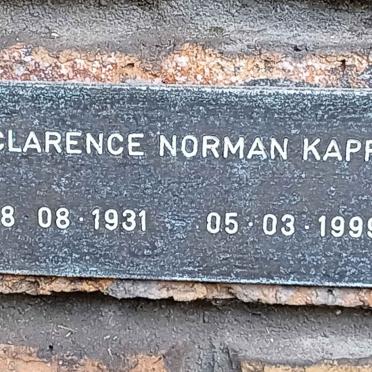 CLARENCE NORMAN KAPP
8 08·1931 05·03·1999